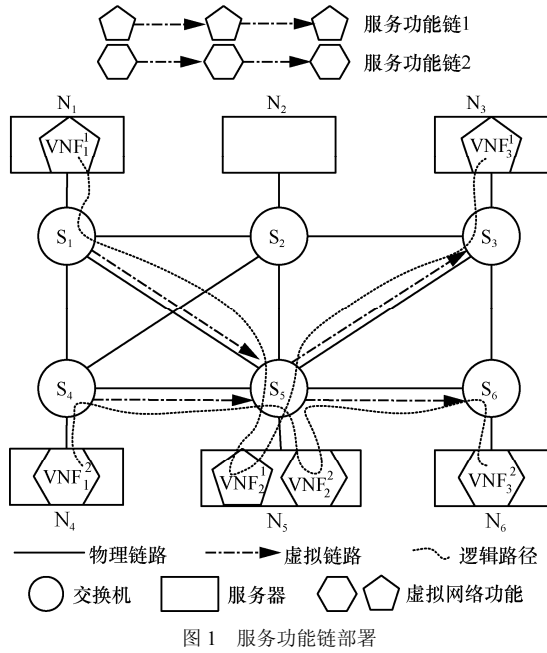 服务功能链1
服务功能链2
N₁ N₂ N₃
VNF₁¹ VNF₃¹
S₁ S₂ S₃
S₄ S₅ S₆
VNF₁² VNF₂¹ VNF₂² VNF₃²
N₄ N₅ N₆
物理链路 虚拟链路 逻辑路径
交换机 服务器 虚拟网络功能
图 1 服务功能链部署